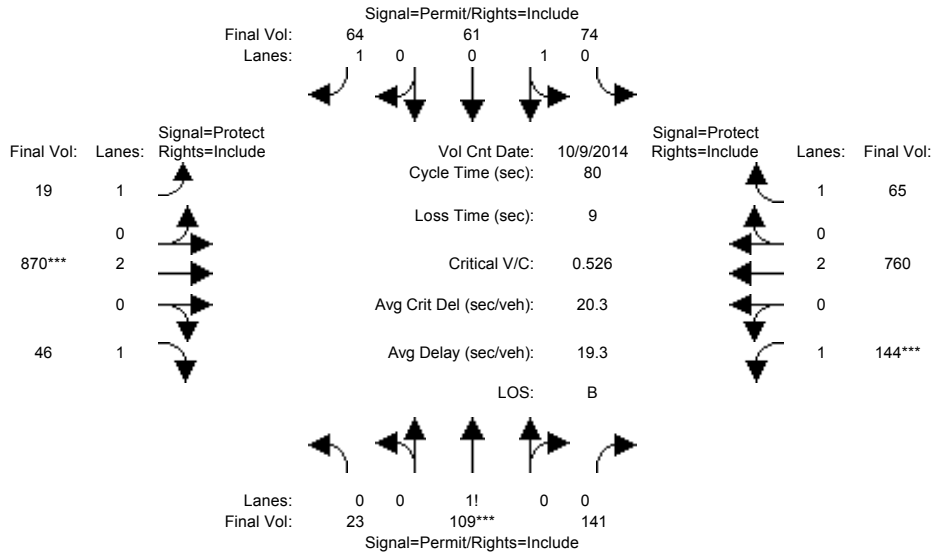 Signal=Permit/Rights=Include
Final Vol: 64 61 74
Lanes: 1 0 0 1 0
Signal=Protect Signal=Protect
Final Vol: Lanes: Rights=Include Vol Cnt Date: 10/9/2014 Rights=Include Lanes: Final Vol:
Cycle Time (sec): 80
19 1 1 65
Loss Time (sec): 9
0 0
870*** 2 Critical V/C: 0.526 2 760
0 Avg Crit Del (sec/veh): 20.3 0
46 1 Avg Delay (sec/veh): 19.3 1 144***
LOS: B
Lanes: 0 0 1! 0 0
Final Vol: 23 109*** 141
Signal=Permit/Rights=Include